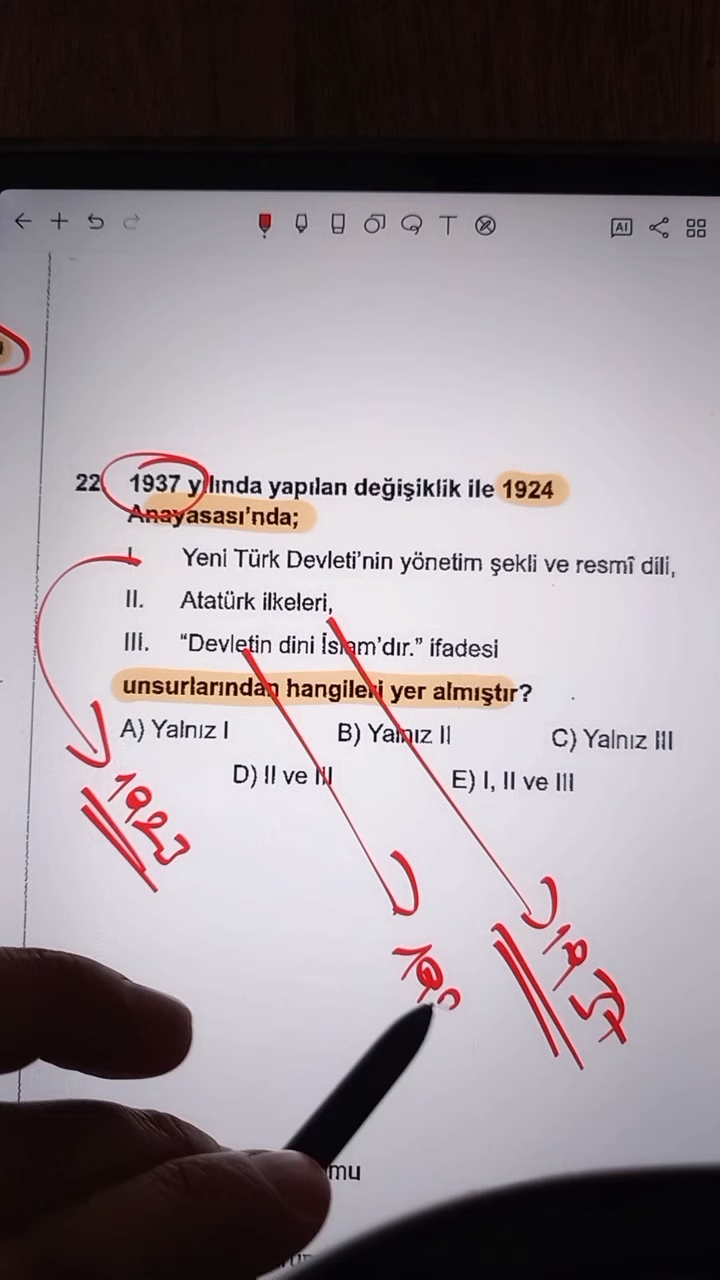 AI
22. 1937 yılında yapılan değişiklik ile 1924
Anayasası'nda;
I. Yeni Türk Devleti'nin yönetim şekli ve resmî dili,
II. Atatürk ilkeleri,
III. "Devletin dini İslam'dır." ifadesi
unsurlarından hangileri yer almıştır?
A) Yalnız I B) Yalnız II C) Yalnız III
D) II ve III E) I, II ve III
1923
1937
mu